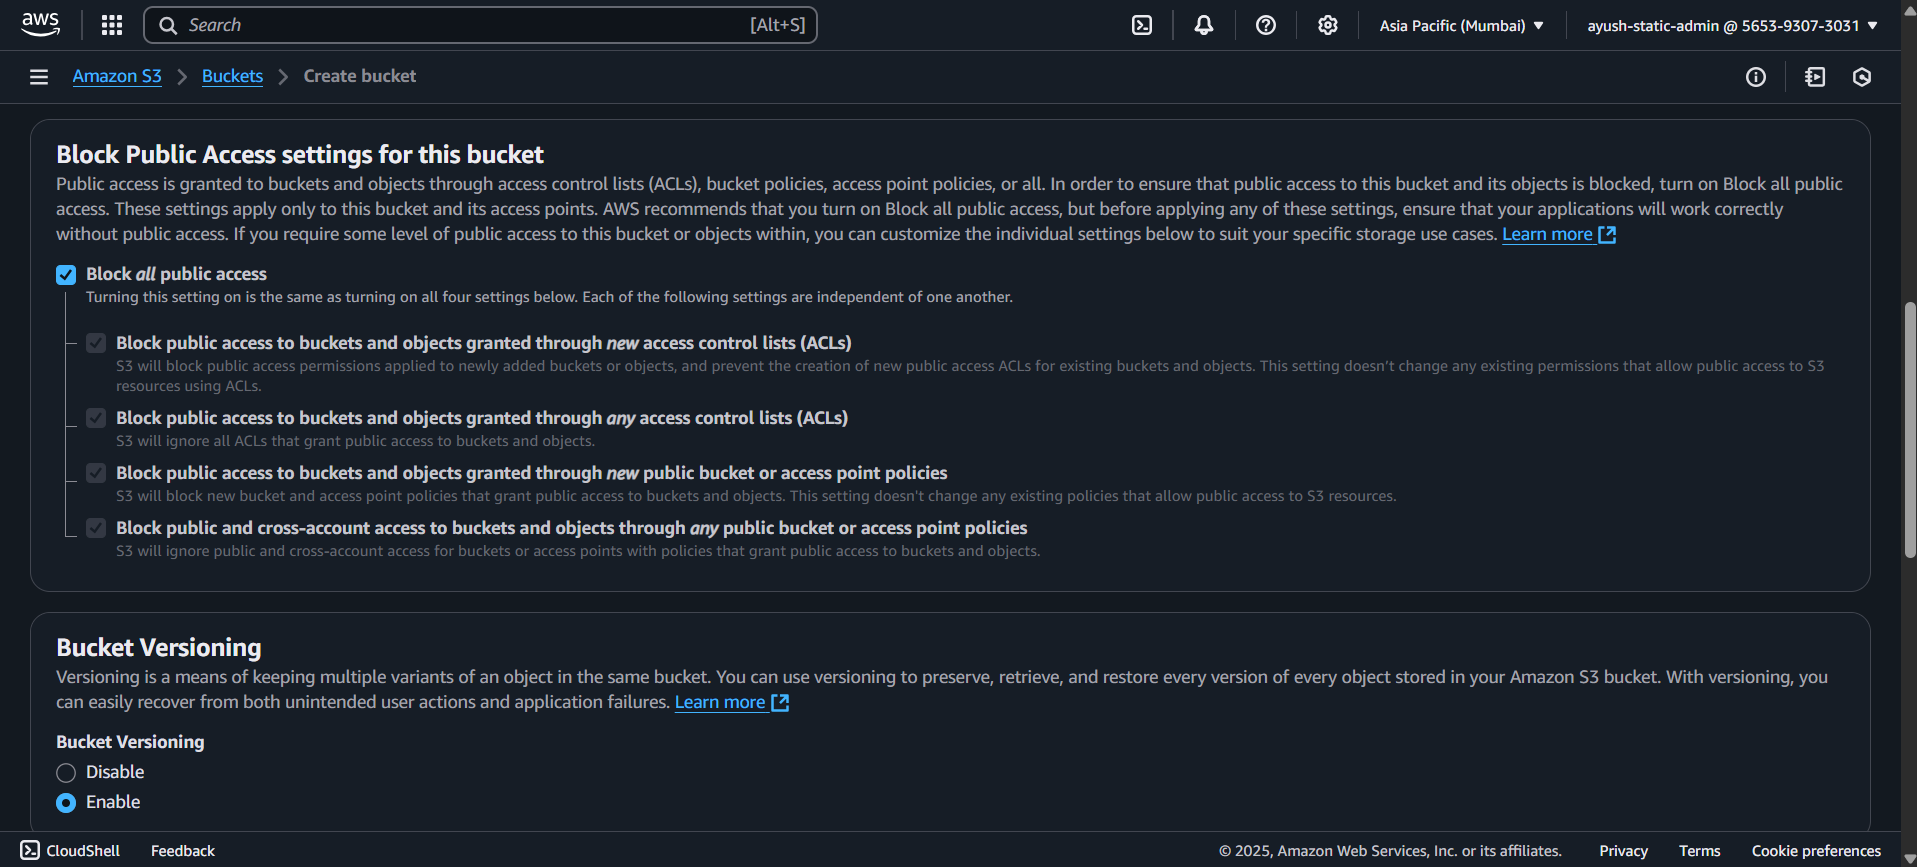 aws
Search
[Alt+S]
Asia Pacific (Mumbai)
ayush-static-admin @ 5653-9307-3031
Amazon S3
Buckets
Create bucket
Block Public Access settings for this bucket
Public access is granted to buckets and objects through access control lists (ACLs), bucket policies, access point policies, or all. In order to ensure that public access to this bucket and its objects is blocked, turn on Block all public
access. These settings apply only to this bucket and its access points. AWS recommends that you turn on Block all public access, but before applying any of these settings, ensure that your applications will work correctly
without public access. If you require some level of public access to this bucket or objects within, you can customize the individual settings below to suit your specific storage use cases. Learn more
Block all public access
Turning this setting on is the same as turning on all four settings below. Each of the following settings are independent of one another.
Block public access to buckets and objects granted through new access control lists (ACLs)
S3 will block public access permissions applied to newly added buckets or objects, and prevent the creation of new public access ACLs for existing buckets and objects. This setting doesn't change any existing permissions that allow public access to S3
resources using ACLs.
Block public access to buckets and objects granted through any access control lists (ACLs)
S3 will ignore all ACLs that grant public access to buckets and objects.
Block public access to buckets and objects granted through new public bucket or access point policies
S3 will block new bucket and access point policies that grant public access to buckets and objects. This setting doesn't change any existing policies that allow public access to S3 resources.
Block public and cross-account access to buckets and objects through any public bucket or access point policies
S3 will ignore public and cross-account access for buckets or access points with policies that grant public access to buckets and objects.
Bucket Versioning
Versioning is a means of keeping multiple variants of an object in the same bucket. You can use versioning to preserve, retrieve, and restore every version of every object stored in your Amazon S3 bucket. With versioning, you
can easily recover from both unintended user actions and application failures. Learn more
Bucket Versioning
Disable
Enable
CloudShell
Feedback
© 2025, Amazon Web Services, Inc. or its affiliates.
Privacy
Terms
Cookie preferences